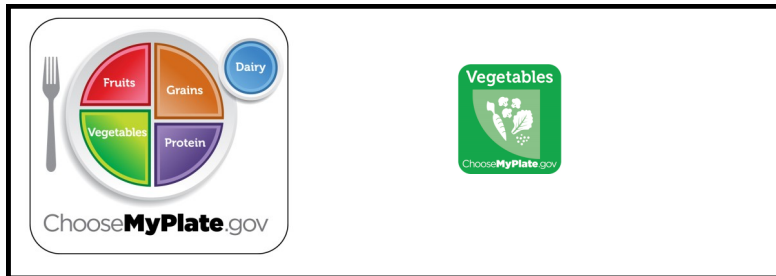 Fruits
Grains
Dairy
Vegetables
Protein
ChooseMyPlate.gov
Vegetables
ChooseMyPlate.gov